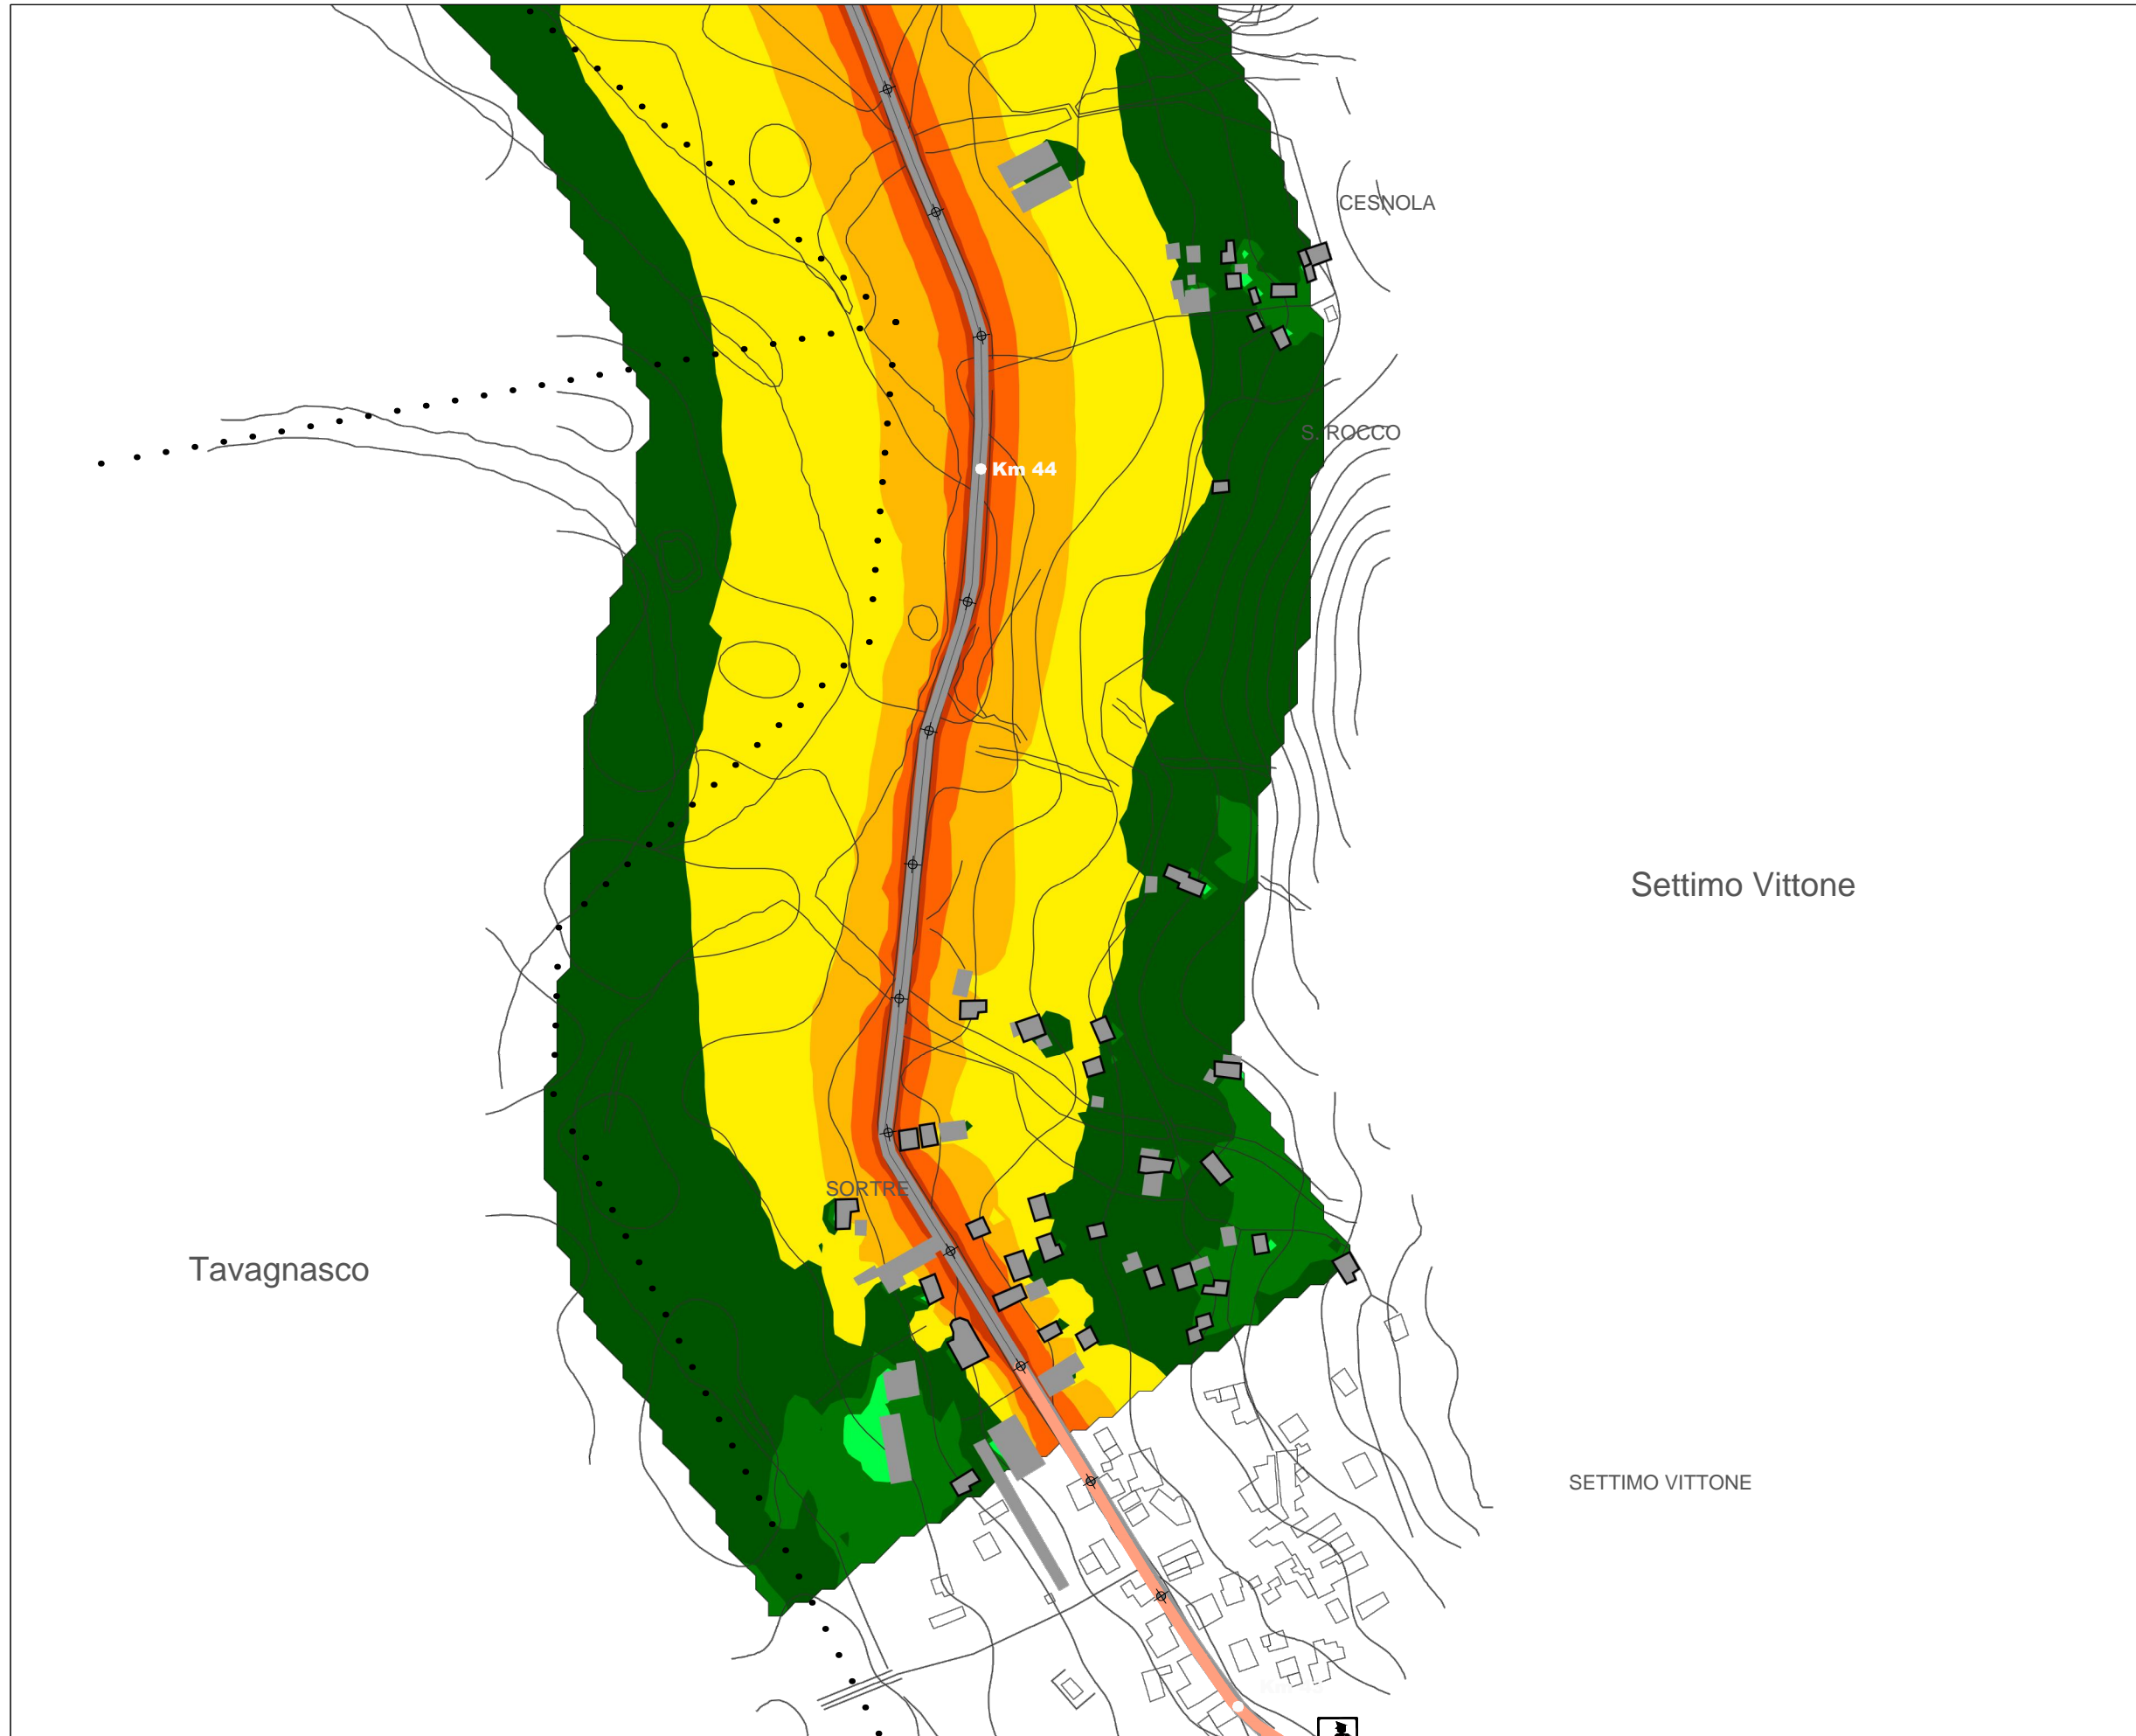 CESNOLA
S. ROCCO
Km 44
Settimo Vittone
SORTRE
Tavagnasco
SETTIMO VITTONE